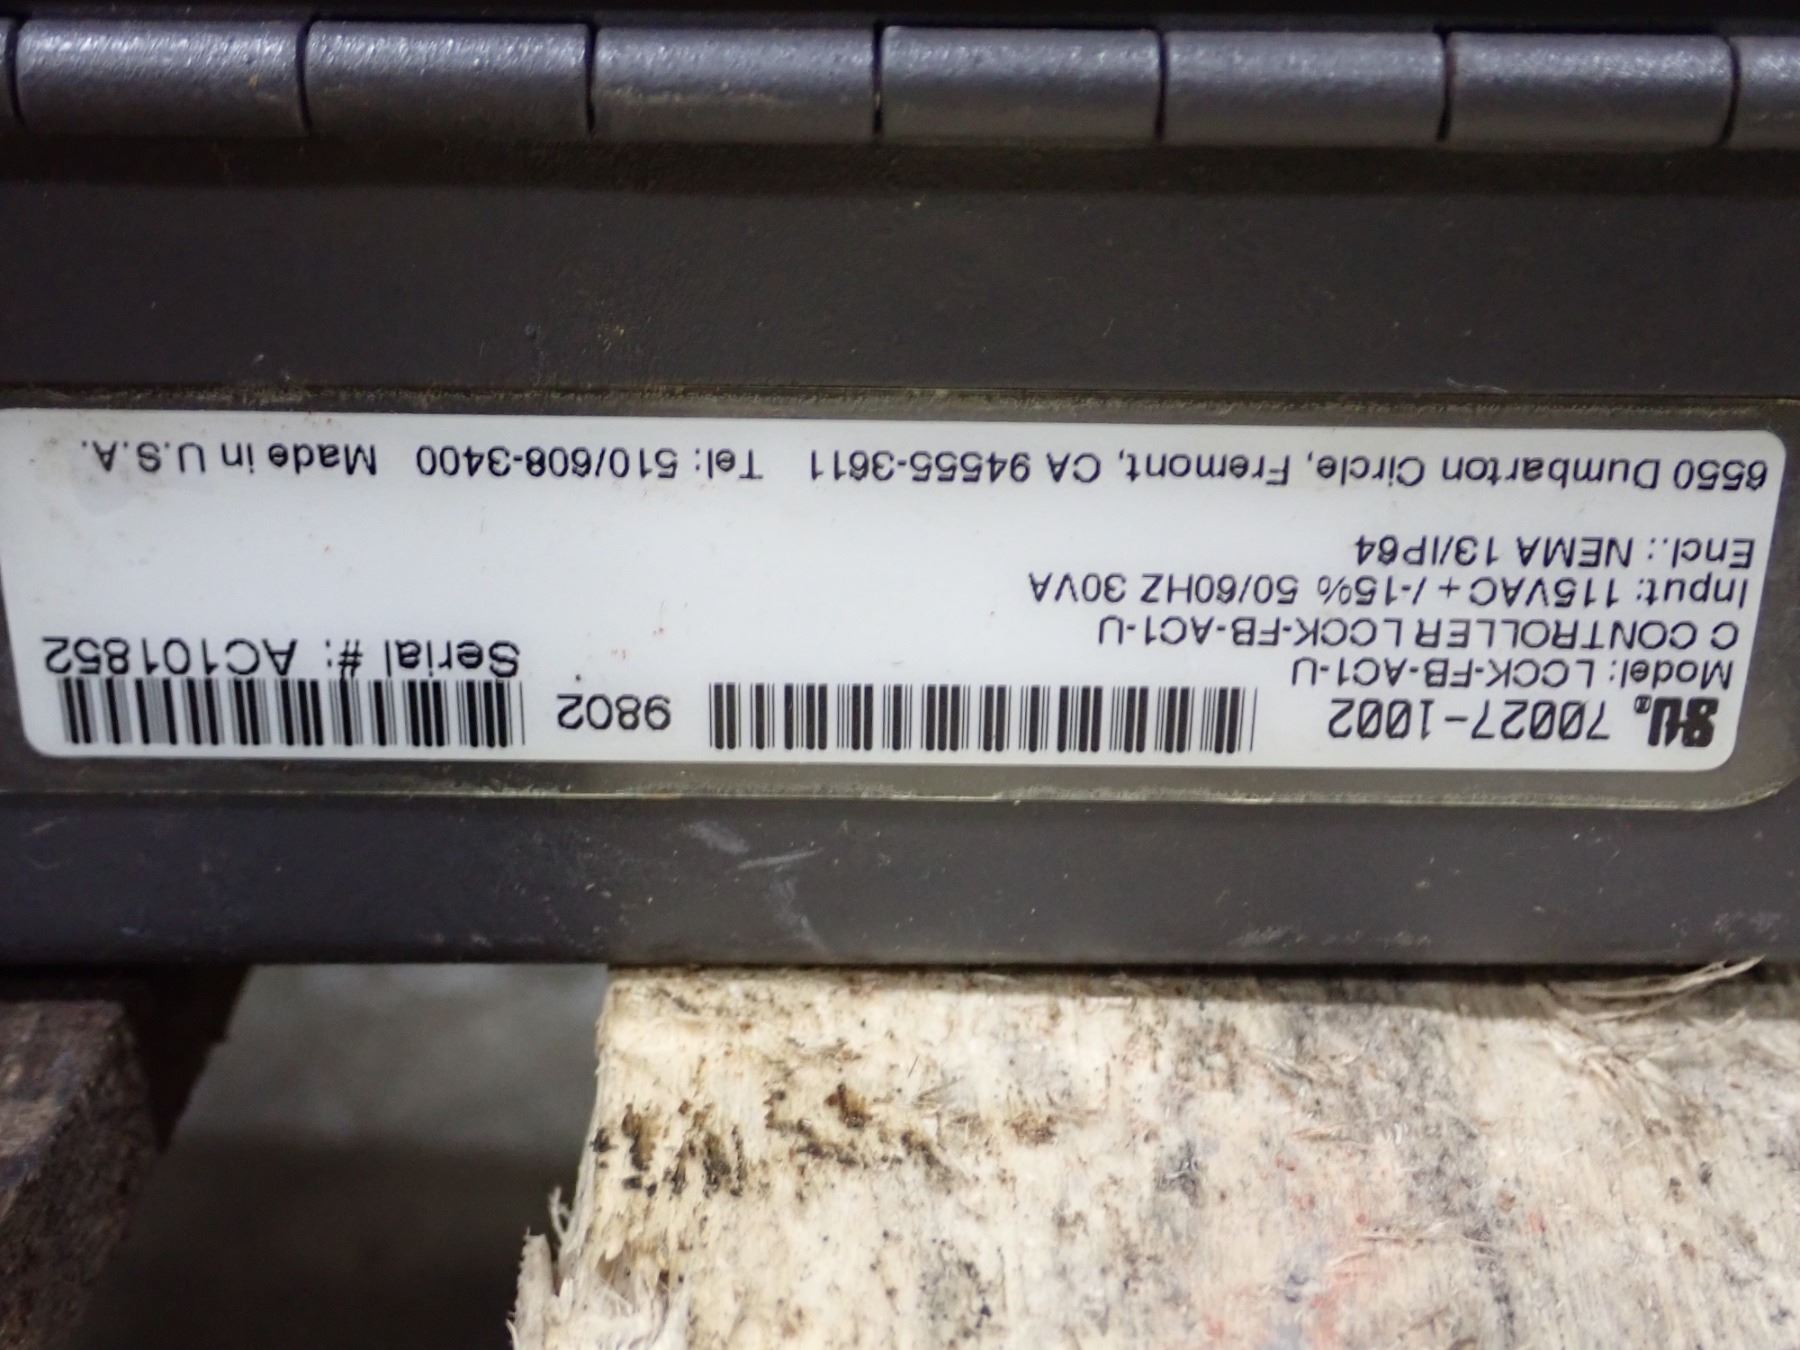 70027-1002 9802
Model: LCCK-FB-AC1-U Serial #: AC101852
C CONTROLLER LCCK-FB-AC1-U
Input: 115VAC + /-15% 50/60HZ 30VA
Encl.: NEMA 13/IP64
6550 Dumbarton Circle, Fremont, CA 94555-3611 Tel: 510/608-3400 Made in U.S.A.